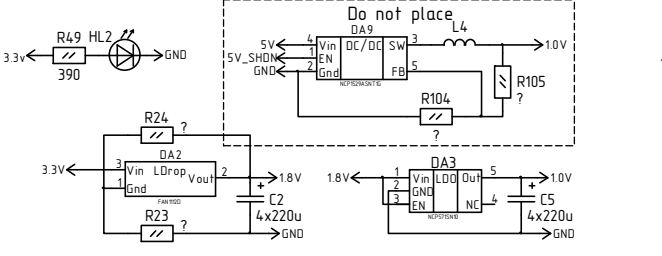 Do not place
R49 HL2
3.3v GND
390
DA9 L4
5V 4 Vin DC/DC SW 3 1.0V
5V_SHDN 1 EN
GND 2 Gnd FB 5
NCP1529ASNT1G
R104 R105
? ?
R24 ?
DA2
3.3V 3 Vin LDrop Vout 2 1.8V
1 Gnd
FAN1112D
+ C2
4x220u
R23 ? GND
DA3
1.8V 1 Vin LDO Out 5 1.0V
2 GND
3 EN NC 4
+ C5
4x220u
GND